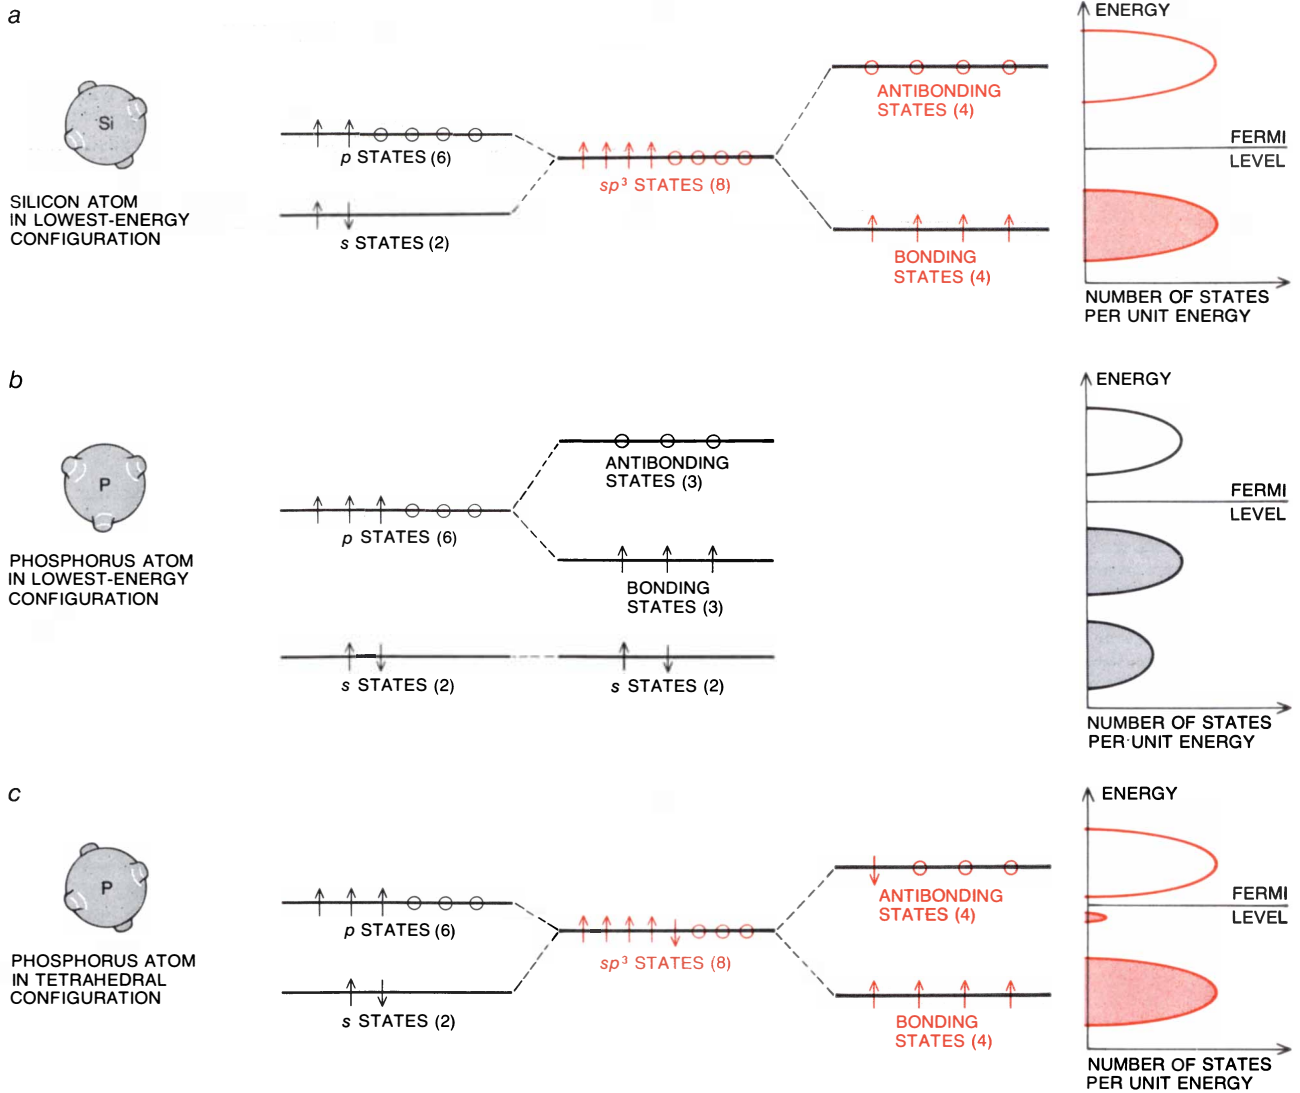 a
ENERGY
Si
p STATES (6)
s STATES (2)
sp³ STATES (8)
ANTIBONDING
STATES (4)
BONDING
STATES (4)
FERMI
LEVEL
SILICON ATOM
IN LOWEST-ENERGY
CONFIGURATION
NUMBER OF STATES
PER UNIT ENERGY
b
ENERGY
P
p STATES (6)
s STATES (2)
ANTIBONDING
STATES (3)
BONDING
STATES (3)
s STATES (2)
FERMI
LEVEL
PHOSPHORUS ATOM
IN LOWEST-ENERGY
CONFIGURATION
NUMBER OF STATES
PER UNIT ENERGY
c
ENERGY
P
p STATES (6)
s STATES (2)
sp³ STATES (8)
ANTIBONDING
STATES (4)
BONDING
STATES (4)
FERMI
LEVEL
PHOSPHORUS ATOM
IN TETRAHEDRAL
CONFIGURATION
NUMBER OF STATES
PER UNIT ENERGY